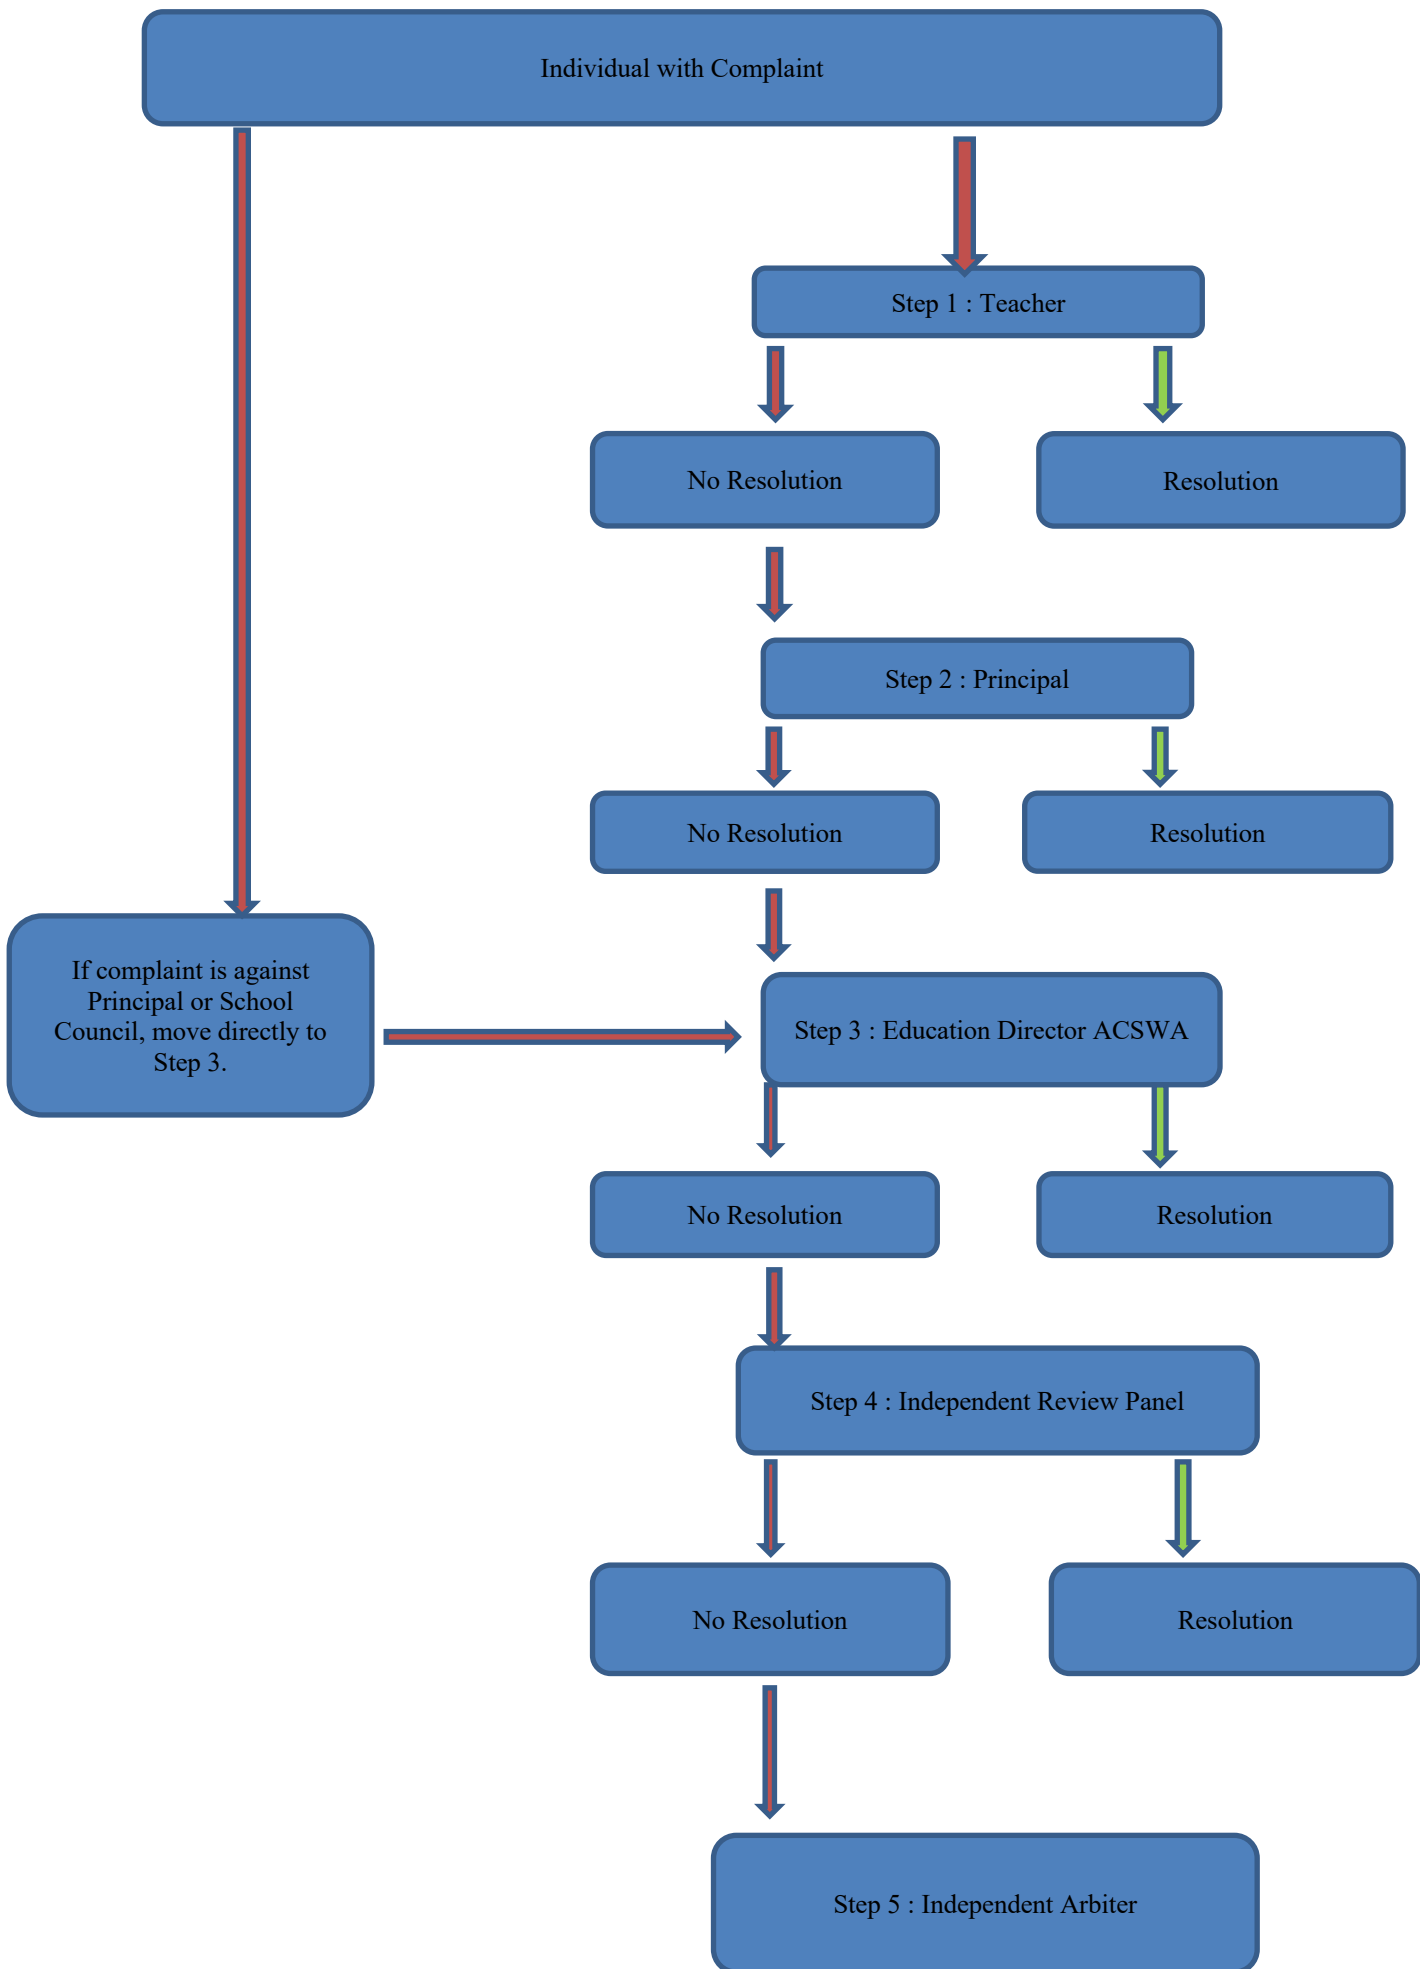 Individual with Complaint
Step 1 : Teacher
No Resolution
Resolution
Step 2 : Principal
No Resolution
Resolution
If complaint is against
Principal or School
Council, move directly to
Step 3.
Step 3 : Education Director ACSWA
No Resolution
Resolution
Step 4 : Independent Review Panel
No Resolution
Resolution
Step 5 : Independent Arbiter